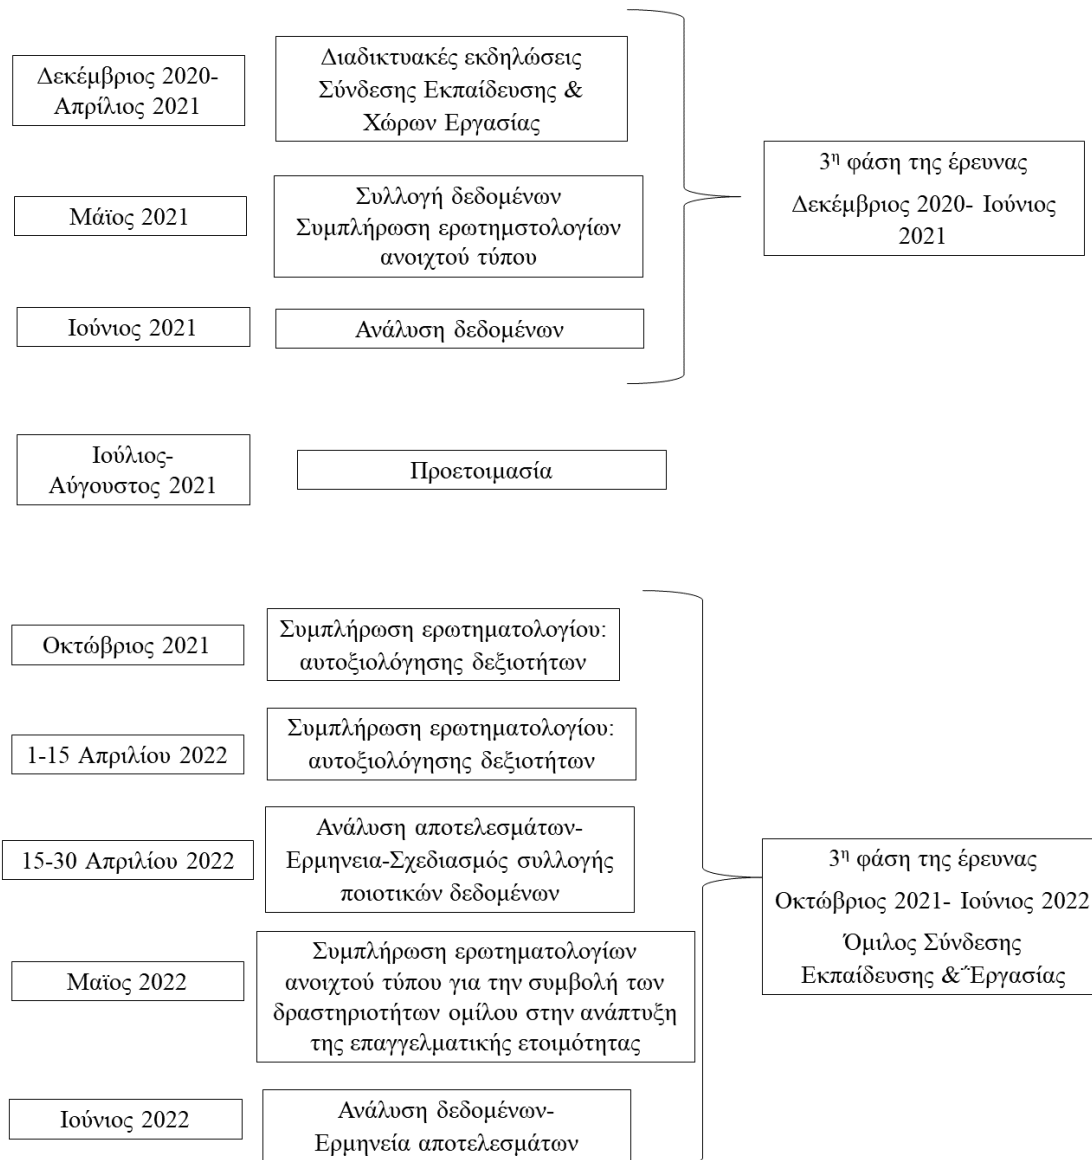 Δεκέμβριος 2020-
Απρίλιος 2021
Διαδικτυακές εκδηλώσεις
Σύνδεσης Εκπαίδευσης &
Χώρων Εργασίας
Μάϊος 2021
Συλλογή δεδομένων
Συμπλήρωση ερωτημστολογίων
ανοιχτού τύπου
Ιούνιος 2021
Ανάλυση δεδομένων
3η φάση της έρευνας
Δεκέμβριος 2020- Ιούνιος
2021
Ιούλιος-
Αύγουστος 2021
Προετοιμασία
Οκτώβριος 2021
Συμπλήρωση ερωτηματολογίου:
αυτοξιολόγησης δεξιοτήτων
1-15 Απριλίου 2022
Συμπλήρωση ερωτηματολογίου:
αυτοξιολόγησης δεξιοτήτων
15-30 Απριλίου 2022
Ανάλυση αποτελεσμάτων-
Ερμηνεια-Σχεδιασμός συλλογής
ποιοτικών δεδομένων
Μαϊος 2022
Συμπλήρωση ερωτηματολογίων
ανοιχτού τύπου για την συμβολή των
δραστηριοτήτων ομίλου στην ανάπτυξη
της επαγγελματικής ετοιμότητας
Ιούνιος 2022
Ανάλυση δεδομένων-
Ερμηνεία αποτελεσμάτων
3η φάση της έρευνας
Οκτώβριος 2021- Ιούνιος 2022
Όμιλος Σύνδεσης
Εκπαίδευσης &΅Έργασίας